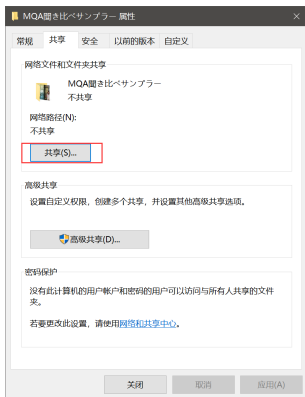 MQA聞き比べサンプラー 属性
常规 共享 安全 以前的版本 自定义
网络文件和文件夹共享
MQA聞き比べサンプラー
不共享
网络路径(N):
不共享
共享(S)...
高级共享
设置自定义权限，创建多个共享，并设置其他高级共享选项。
高级共享(D)...
密码保护
没有此计算机的用户帐户和密码的用户可以访问与所有人共享的文件
夹。
若要更改此设置，请使用网络和共享中心。
关闭 取消 应用(A)